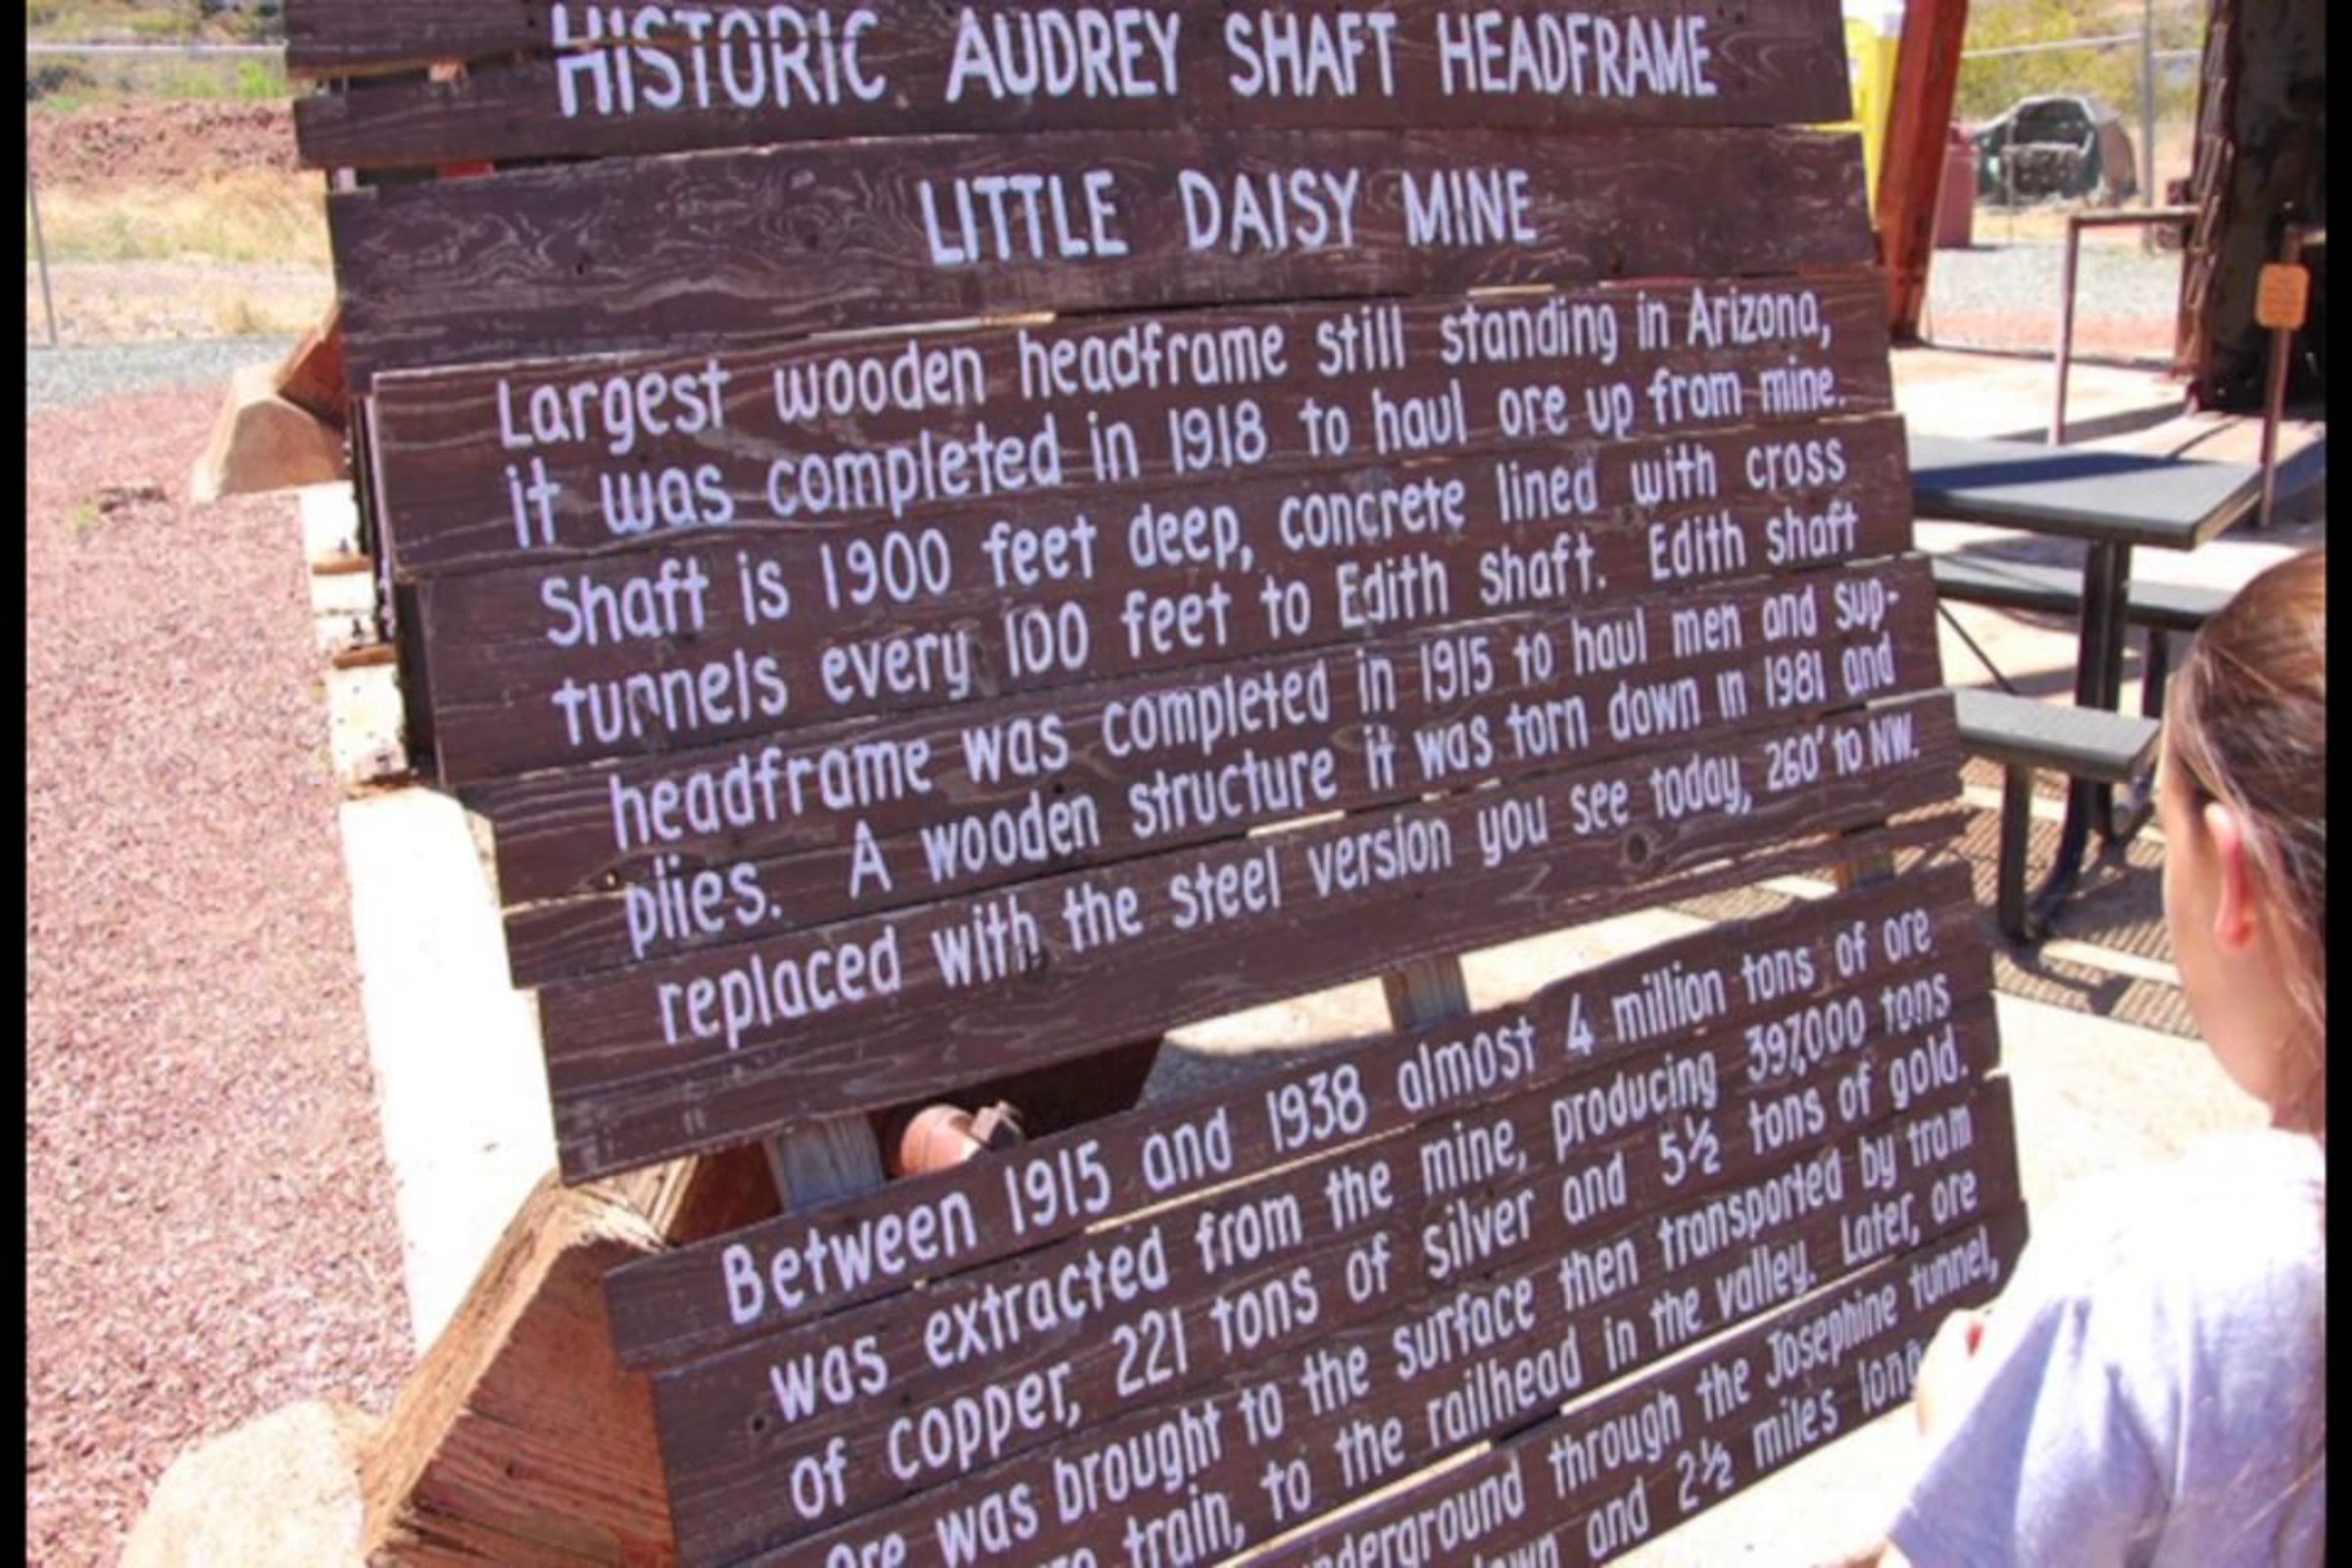 HISTORIC AUDREY SHAFT HEADFRAME
LITTLE DAISY MINE
Largest wooden headframe still standing in Arizona,
it was completed in 1918 to haul ore up from mine.
Shaft is 1900 feet deep, concrete lined with cross
tunnels every 100 feet to Edith shaft. Edith shaft
headframe was completed in 1915 to haul men and sup-
plies. A wooden structure it was torn down in 1981 and
replaced with the steel version you see today, 260' to NW.
Between 1915 and 1938 almost 4 million tons of ore
was extracted from the mine, producing 397,000 tons
of copper, 221 tons of silver and 5½ tons of gold.
Ore was brought to the surface then transported by tram
train, to the railhead in the valley. Later, ore
underground through the Josephine tunnel,
and 2½ miles long